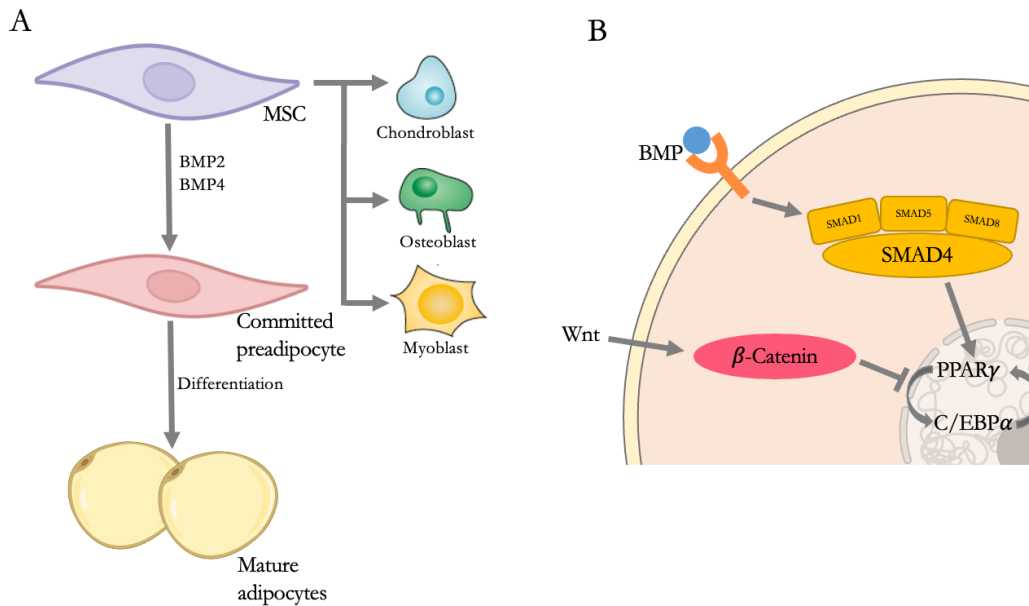 A
MSC
Chondroblast
BMP2
BMP4
Osteoblast
Committed
preadipocyte
Myoblast
Differentiation
Mature
adipocytes
B
BMP
SMAD1
SMAD5
SMAD8
SMAD4
Wnt
β-Catenin
PPARγ
C/EBPα